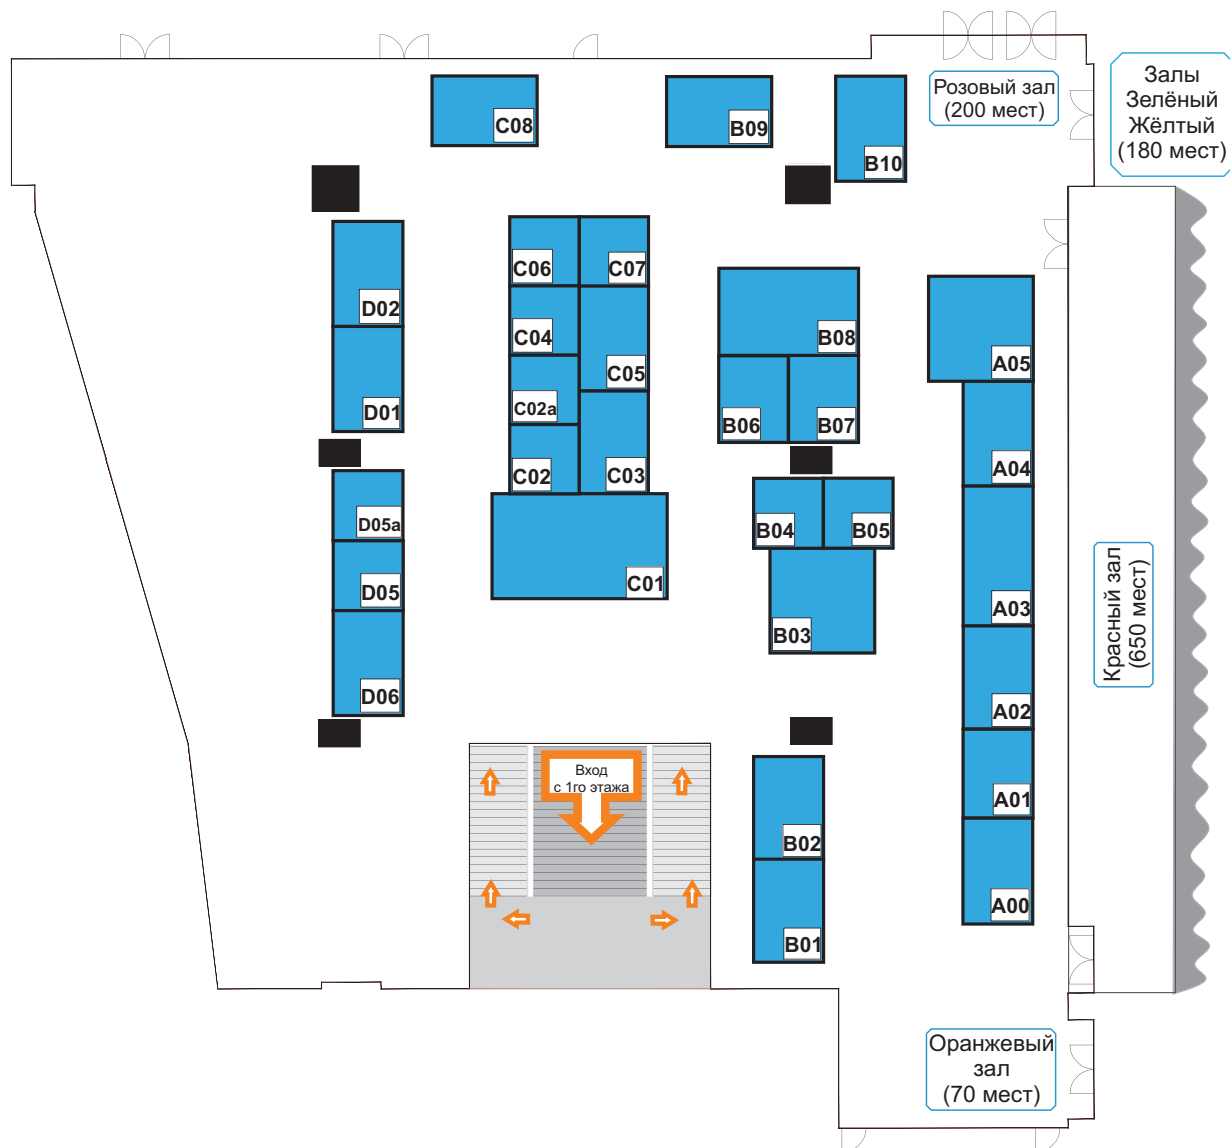 Розовый зал
(200 мест)
Залы
Зелёный
Жёлтый
(180 мест)
C08
B09
B10
D02
D01
C06
C07
C04
C05
C02a
C02
C03
C01
B08
B06
B07
B04
B05
B03
A05
A04
A03
A02
A01
A00
D05a
D05
D06
Красный зал
(650 мест)
Вход
с 1го этажа
B02
B01
Оранжевый
зал
(70 мест)